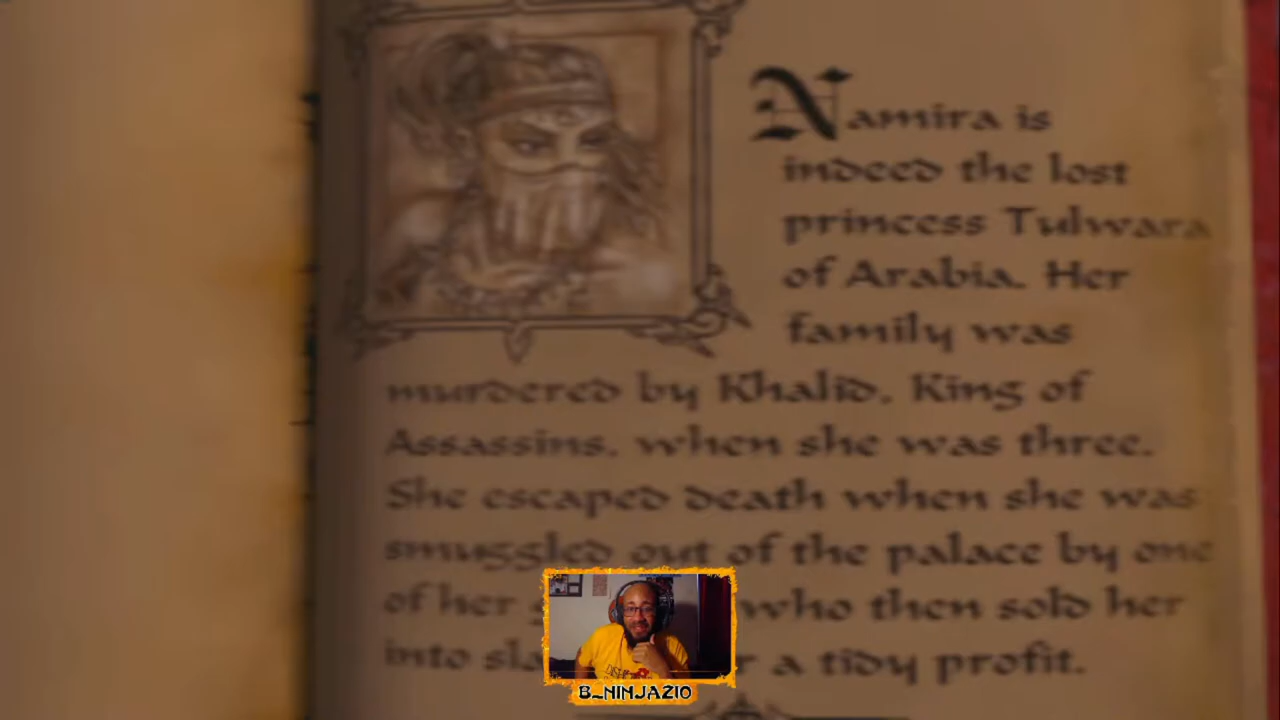 Namira is
indeed the lost
princess Tulwara
of Arabia. Her
family was
murdered by Khalid, King of
Assassins, when she was three.
She escaped death when she was
smuggled out of the palace by one
of her who then sold her
into a tidy profit.
B_NINJAZIO